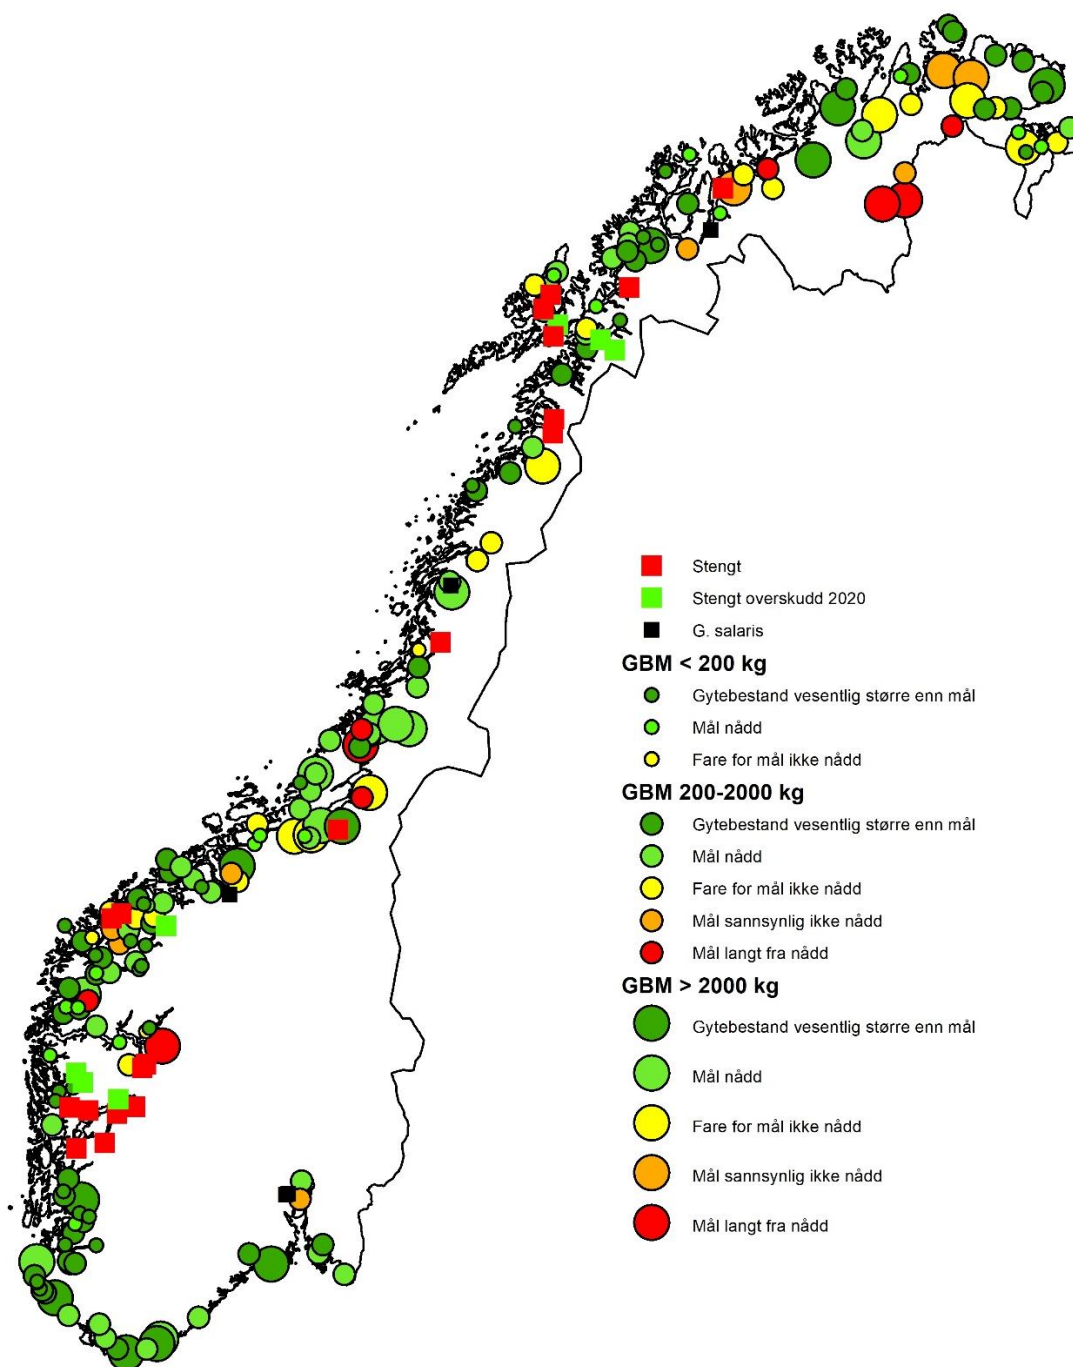 Stengt
Stengt overskudd 2020
G. salaris
GBM < 200 kg
Gytebestand vesentlig større enn mål
Mål nådd
Fare for mål ikke nådd
GBM 200-2000 kg
Gytebestand vesentlig større enn mål
Mål nådd
Fare for mål ikke nådd
Mål sannsynlig ikke nådd
Mål langt fra nådd
GBM > 2000 kg
Gytebestand vesentlig større enn mål
Mål nådd
Fare for mål ikke nådd
Mål sannsynlig ikke nådd
Mål langt fra nådd